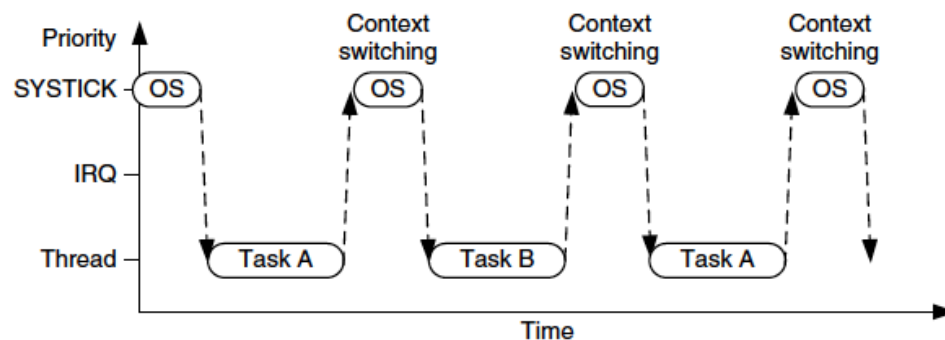 Context
switching
Context
switching
Context
switching
Priority
SYSTICK
OS
OS
OS
OS
IRQ
Thread
Task A
Task B
Task A
Time